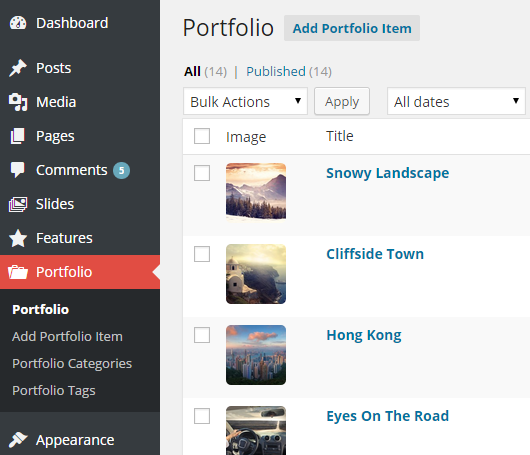 Dashboard
Posts
Media
Pages
Comments 5
Slides
Features
Portfolio
Portfolio
Add Portfolio Item
Portfolio Categories
Portfolio Tags
Appearance
Portfolio Add Portfolio Item
All (14) | Published (14)
Bulk Actions Apply All dates
Image Title
Snowy Landscape
Cliffside Town
Hong Kong
Eyes On The Road